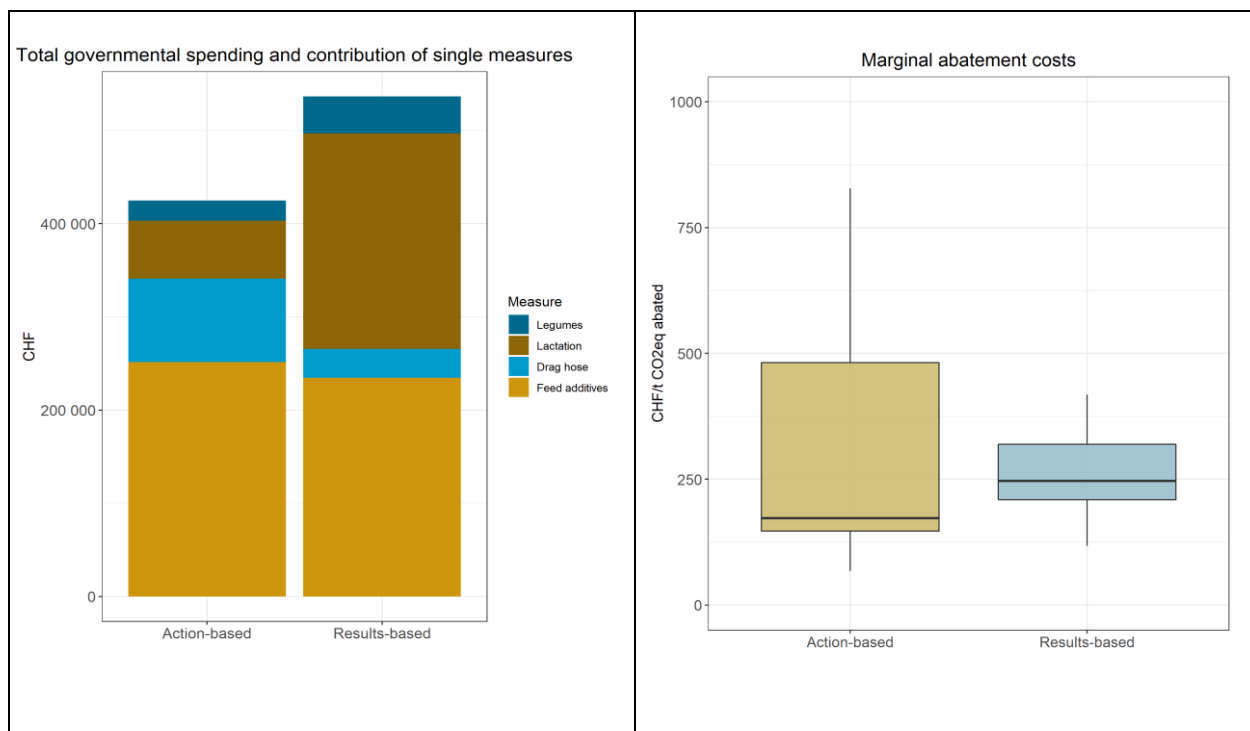 Total governmental spending and contribution of single measures
CHF
400 000
200 000
0
Action-based
Results-based
Measure
Legumes
Lactation
Drag hose
Feed additives
Marginal abatement costs
CHF/t CO2eq abated
1000
750
500
250
0
Action-based
Results-based